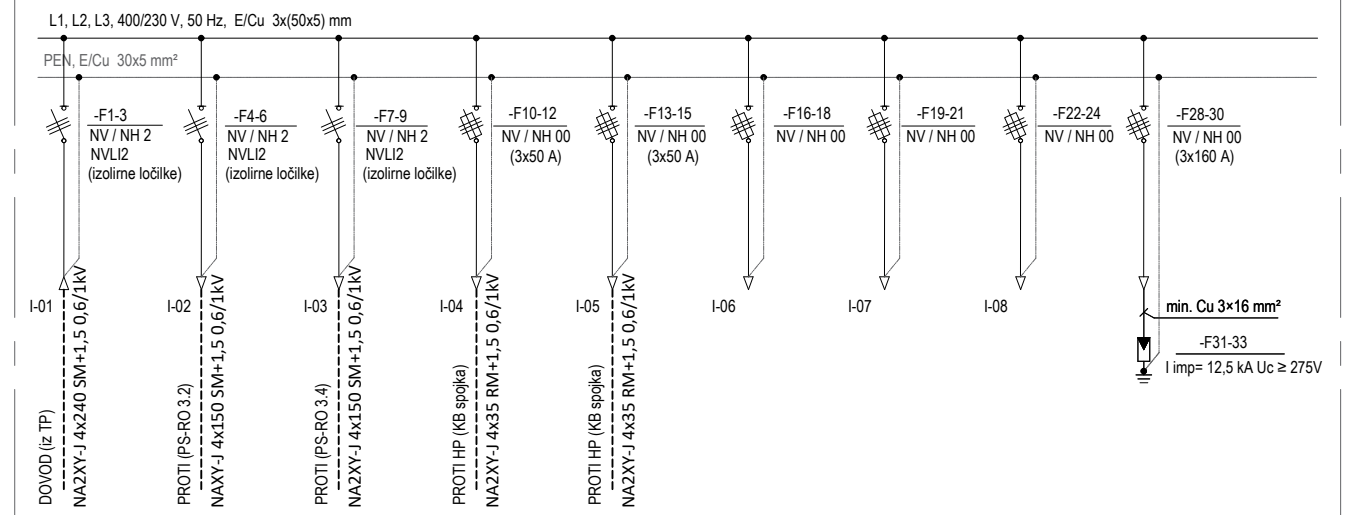 L1, L2, L3, 400/230 V, 50 Hz, E/Cu 3x(50x5) mm
PEN, E/Cu 30x5 mm²
-F1-3
NV / NH 2
NVLI2
(izolirne ločilke)
-F4-6
NV / NH 2
NVLI2
(izolirne ločilke)
-F7-9
NV / NH 2
NVLI2
(izolirne ločilke)
-F10-12
NV / NH 00
(3x50 A)
-F13-15
NV / NH 00
(3x50 A)
-F16-18
NV / NH 00
-F19-21
NV / NH 00
-F22-24
NV / NH 00
-F28-30
NV / NH 00
(3x160 A)
I-01
DOVOD (iz TP)
NA2XY-J 4x240 SM+1,5 0,6/1kV
I-02
PROTI (PS-RO 3.2)
NAXY-J 4x150 SM+1,5 0,6/1kV
I-03
PROTI (PS-RO 3.4)
NA2XY-J 4x150 SM+1,5 0,6/1kV
I-04
PROTI HP (KB spojka)
NA2XY-J 4x35 RM+1,5 0,6/1kV
I-05
PROTI HP (KB spojka)
NA2XY-J 4x35 RM+1,5 0,6/1kV
I-06
I-07
I-08
min. Cu 3×16 mm²
-F31-33
I imp= 12,5 kA Uc ≥ 275V